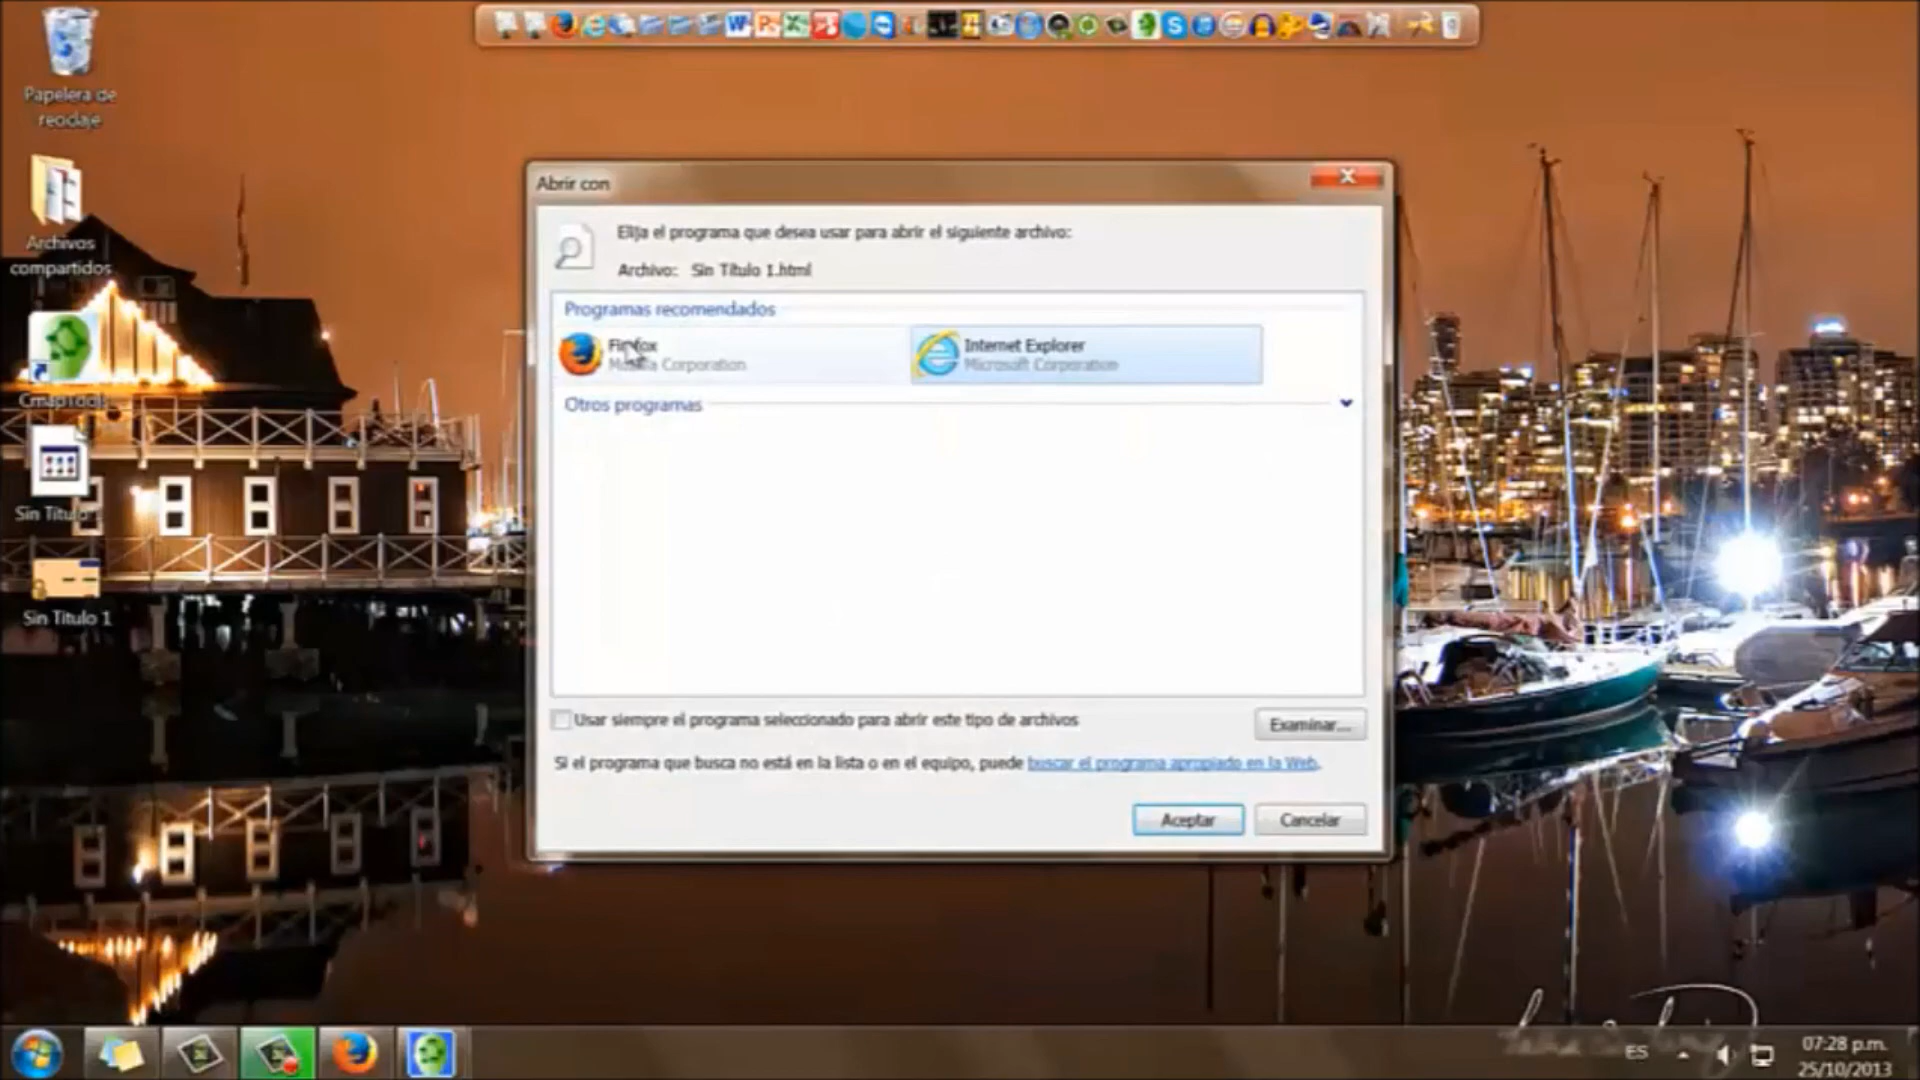 Papelera de
reciclaje
Archivos
compartidos
CmapTools
Sin Título
Sin Título 1
Abrir con
Elija el programa que desea usar para abrir el siguiente archivo:
Archivo: Sin Título 1.html
Programas recomendados
Firefox
Mozilla Corporation
Internet Explorer
Microsoft Corporation
Otros programas
Usar siempre el programa seleccionado para abrir este tipo de archivos
Examinar...
Si el programa que busca no está en la lista o en el equipo, puede buscar el programa apropiado en la Web.
Aceptar
Cancelar
ES
07:28 p.m.
25/10/2013